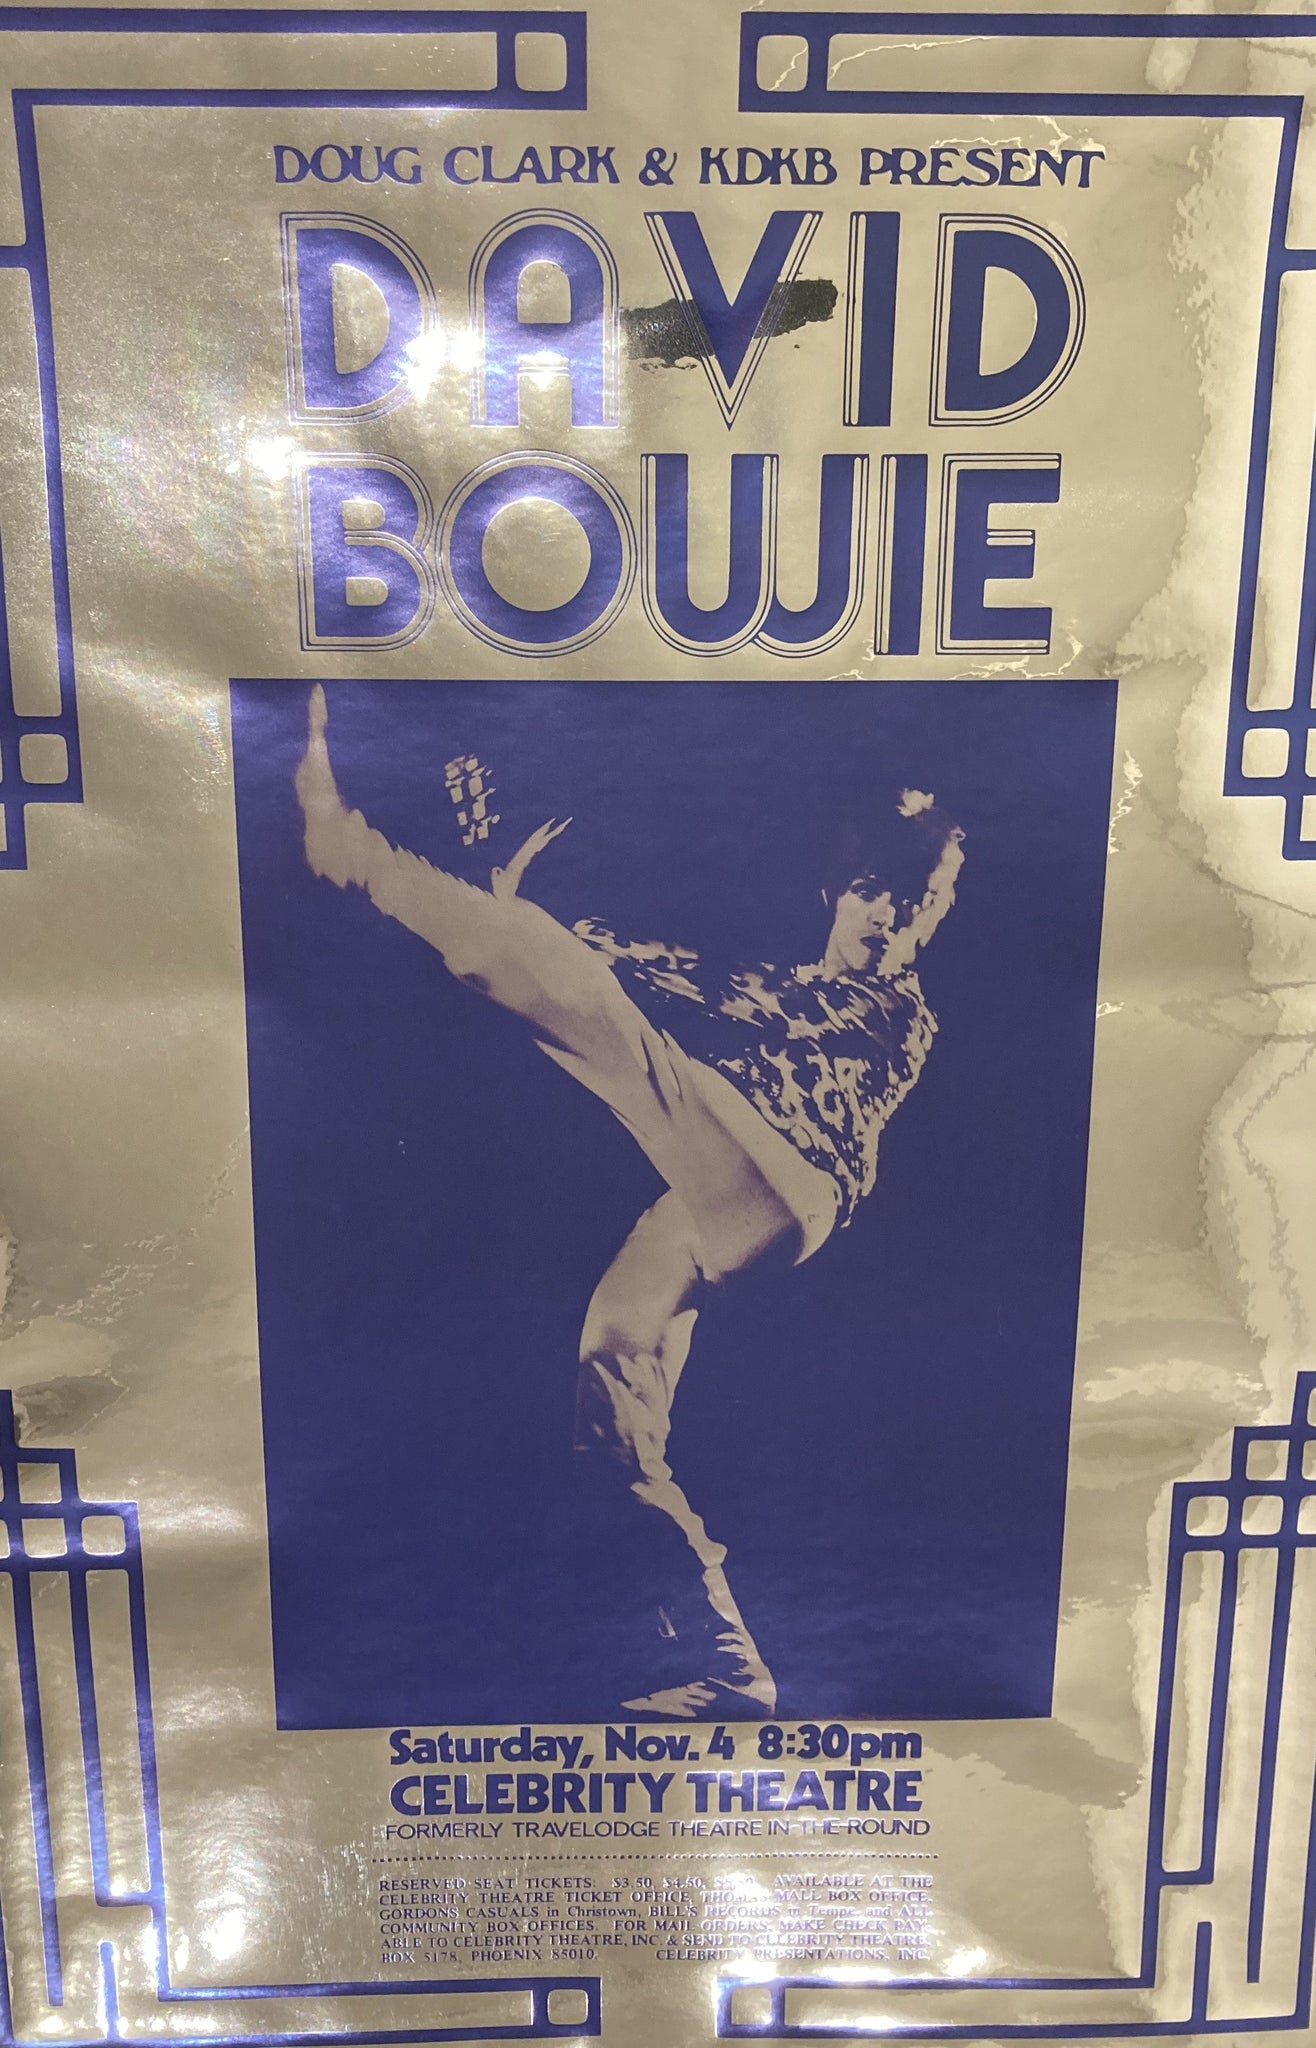 DOUG CLARK & KDKB PRESENT
DAVID
BOWIE
Saturday, Nov. 4 8:30pm
CELEBRITY THEATRE
FORMERLY TRAVELODGE THEATRE IN-THE-ROUND
RESERVED SEAT TICKETS: $3.50, $4.50, AVAILABLE AT THE
CELEBRITY THEATRE TICKET OFFICE, THOMAS MALL BOX OFFICE,
GORDONS CASUALS in Christown, BILL'S RECORDS in Tempe, and ALL
COMMUNITY BOX OFFICES. FOR MAIL ORDERS, MAKE CHECK PAY-
ABLE TO CELEBRITY THEATRE, INC. & SEND TO CELEBRITY THEATRE,
BOX 5178, PHOENIX 85010. CELEBRITY PRESENTATIONS, INC.